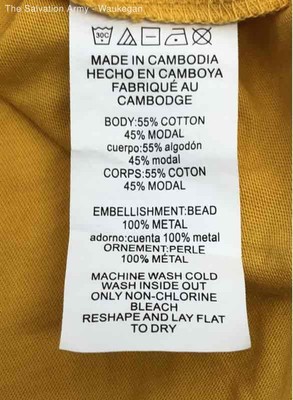 The Salvation Army - Waukegan
30C
MADE IN CAMBODIA
HECHO EN CAMBOYA
FABRIQUÉ AU
CAMBODGE
BODY:55% COTTON
45% MODAL
cuerpo:55% algodón
45% modal
CORPS:55% COTON
45% MODAL
EMBELLISHMENT:BEAD
100% METAL
adorno:cuenta 100% metal
ORNEMENT:PERLE
100% MÉTAL
MACHINE WASH COLD
WASH INSIDE OUT
ONLY NON-CHLORINE
BLEACH
RESHAPE AND LAY FLAT
TO DRY